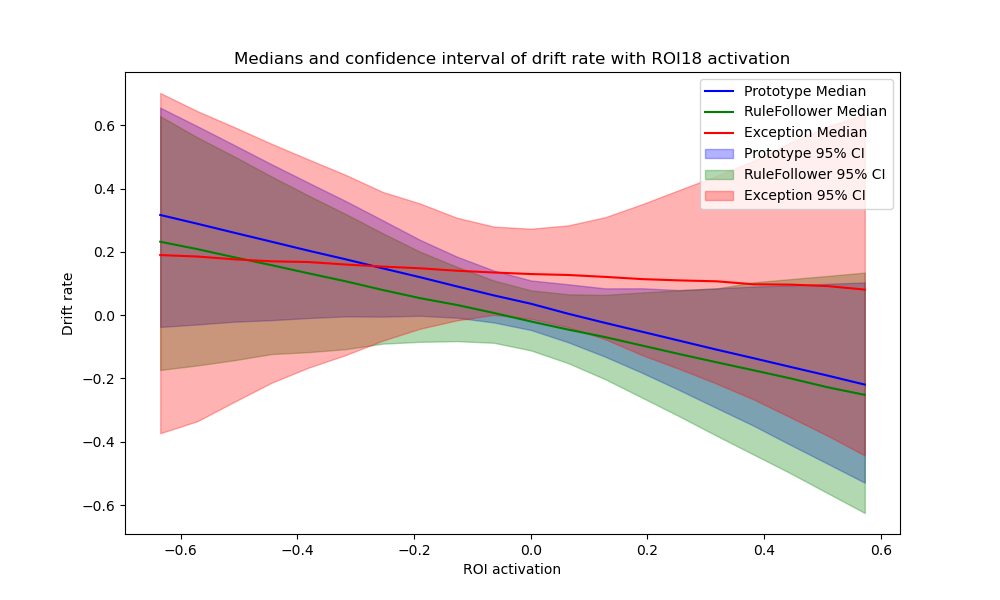 Medians and confidence interval of drift rate with ROI18 activation
Prototype Median
RuleFollower Median
Exception Median
Prototype 95% CI
RuleFollower 95% CI
Exception 95% CI
Drift rate
0.6
0.4
0.2
0.0
−0.2
−0.4
−0.6
−0.6 −0.4 −0.2 0.0 0.2 0.4 0.6
ROI activation